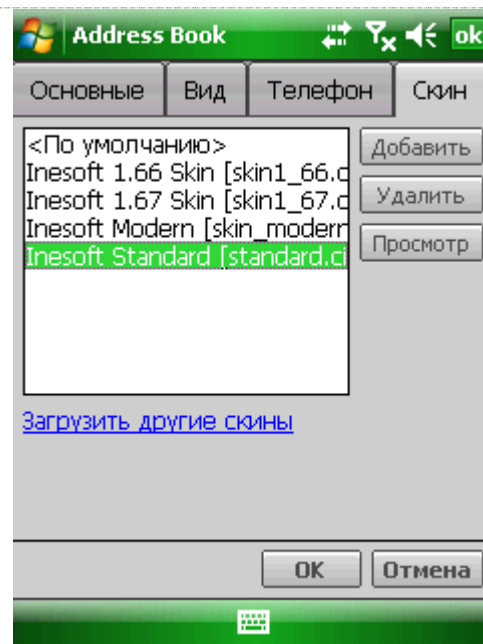 Address Book ok
Основные Вид Телефон Скин
<По умолчанию>
Inesoft 1.66 Skin [skin1_66.c
Inesoft 1.67 Skin [skin1_67.c
Inesoft Modern [skin_modern
Inesoft Standard [standard.ci
Добавить
Удалить
Просмотр
Загрузить другие скины
OK Отмена